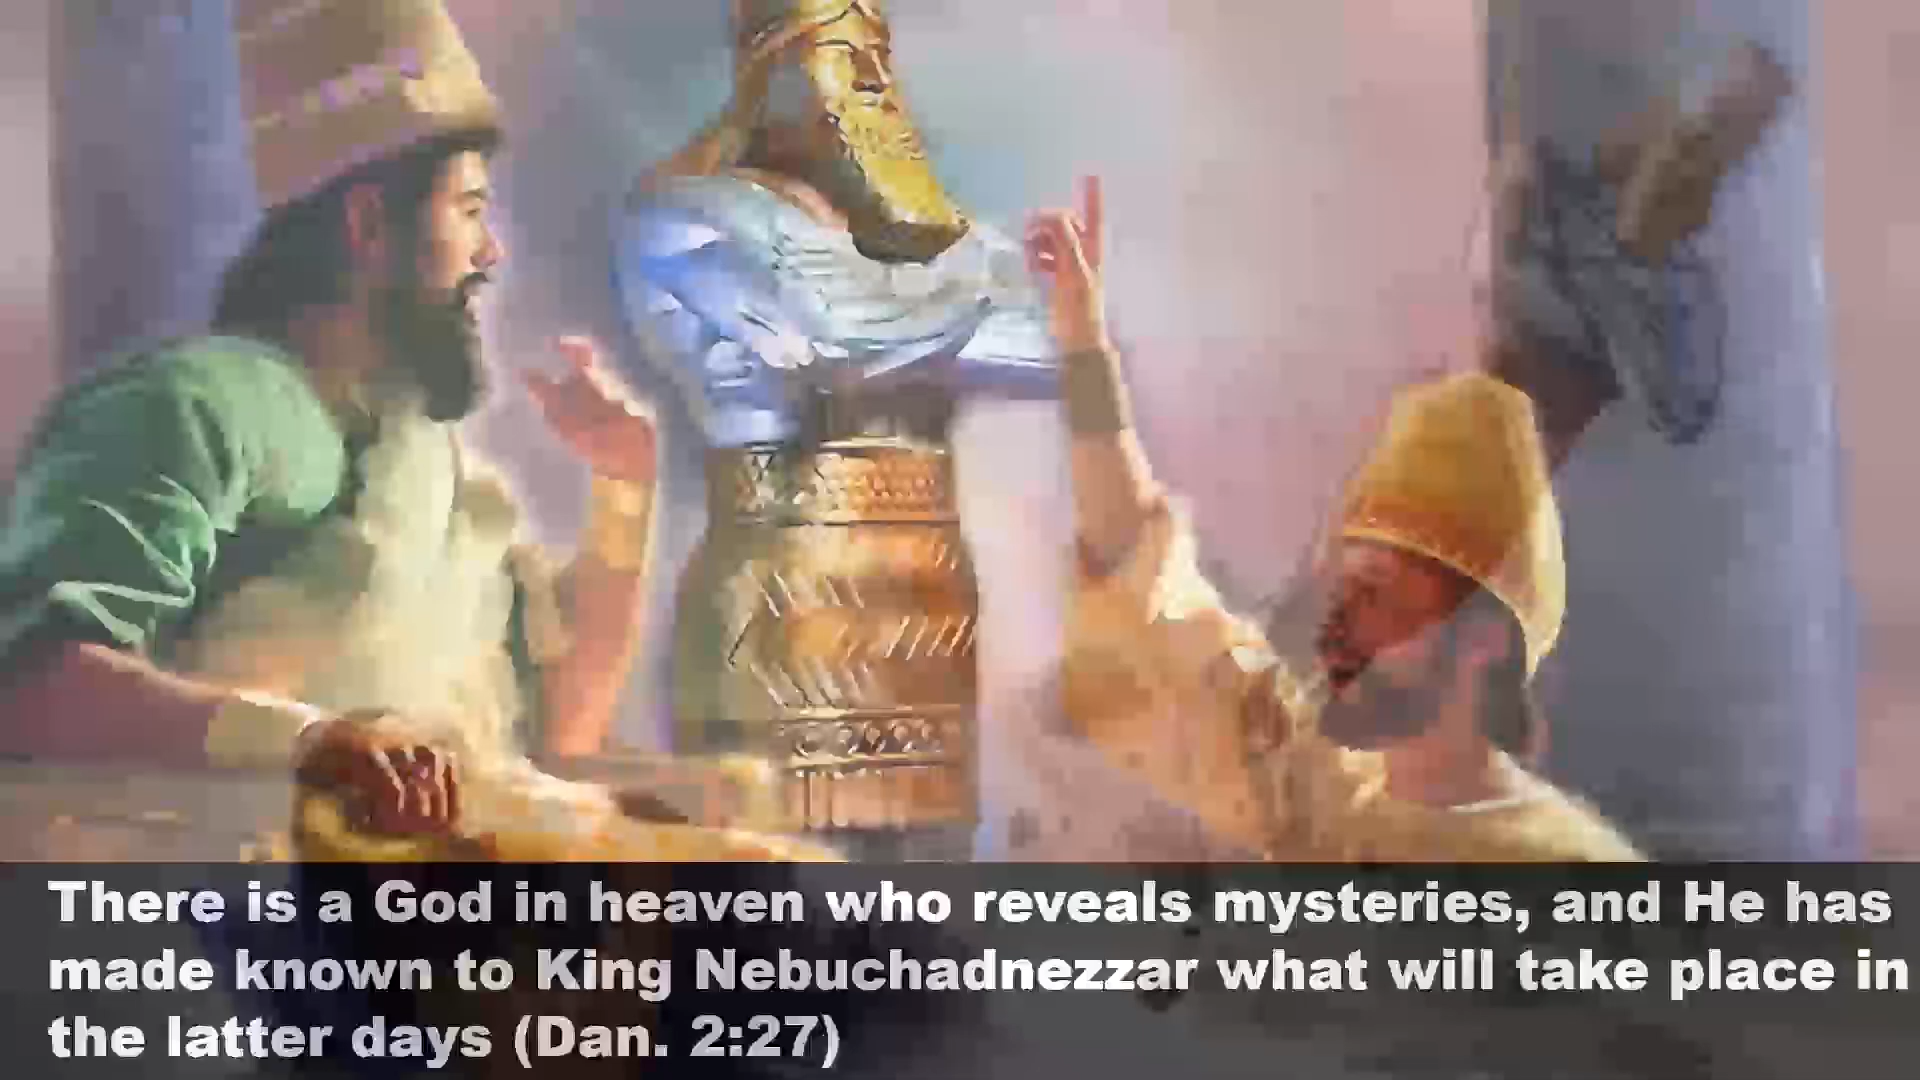 There is a God in heaven who reveals mysteries, and He has
made known to King Nebuchadnezzar what will take place in
the latter days (Dan. 2:27)